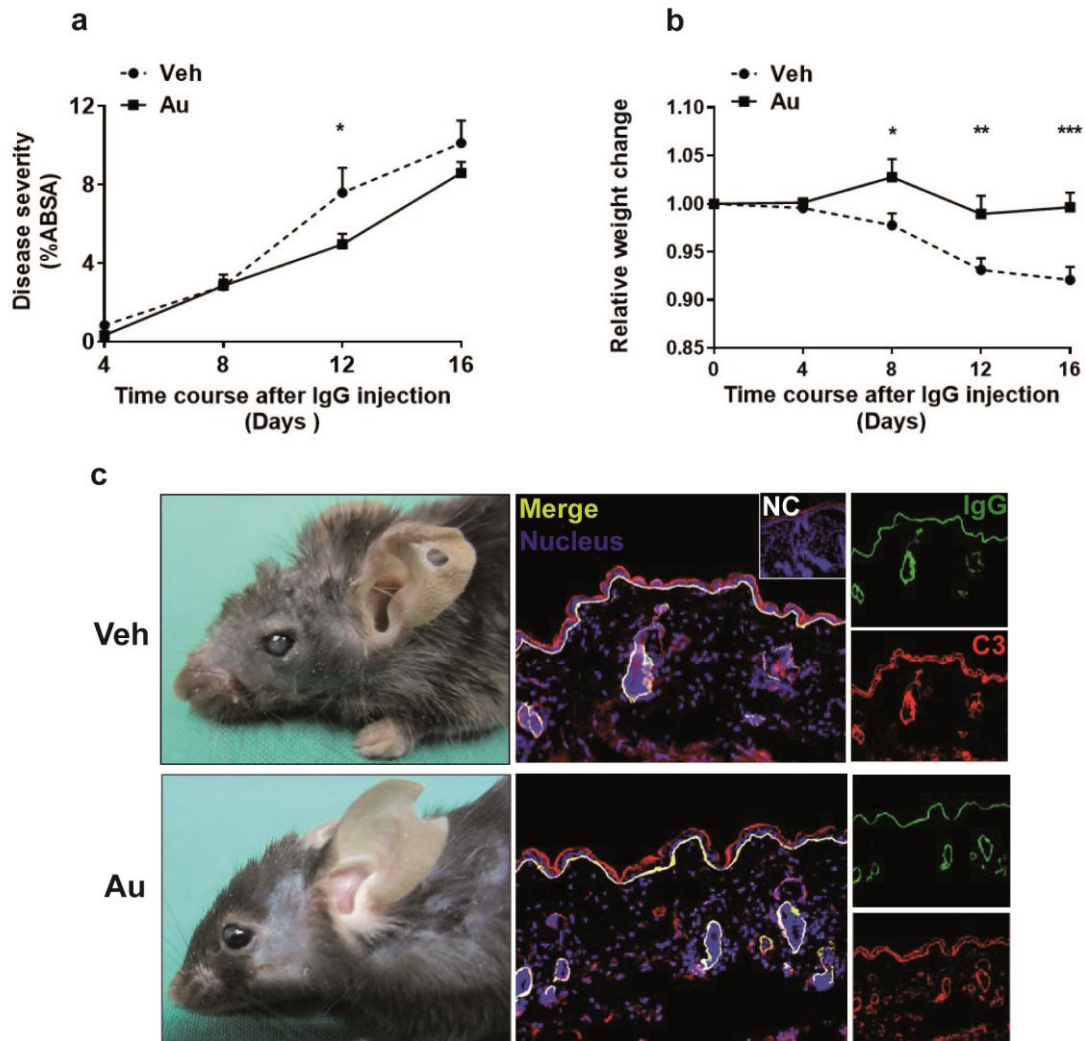 a
Veh
Au
Disease severity
(%ABSA)
12
8
4
0
*
4
8
12
16
Time course after IgG injection
(Days )
b
Veh
Au
Relative weight change
1.10
1.05
1.00
0.95
0.90
0.85
*
**
***
0
4
8
12
16
Time course after IgG injection
(Days)
c
Veh
Merge
Nucleus
NC
IgG
C3
Au